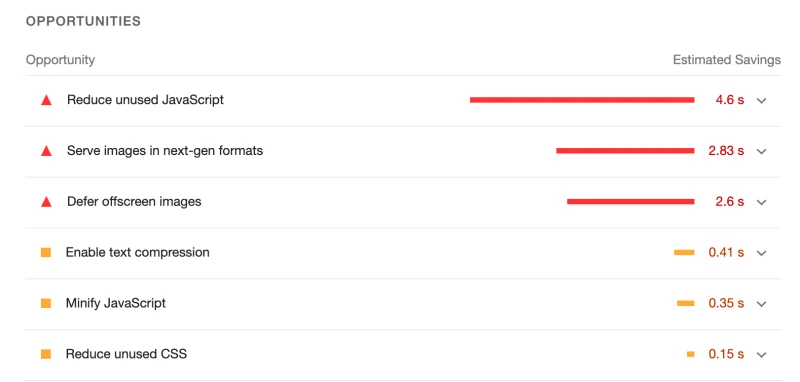 OPPORTUNITIES
Opportunity Estimated Savings
Reduce unused JavaScript 4.6 s
Serve images in next-gen formats 2.83 s
Defer offscreen images 2.6 s
Enable text compression 0.41 s
Minify JavaScript 0.35 s
Reduce unused CSS 0.15 s